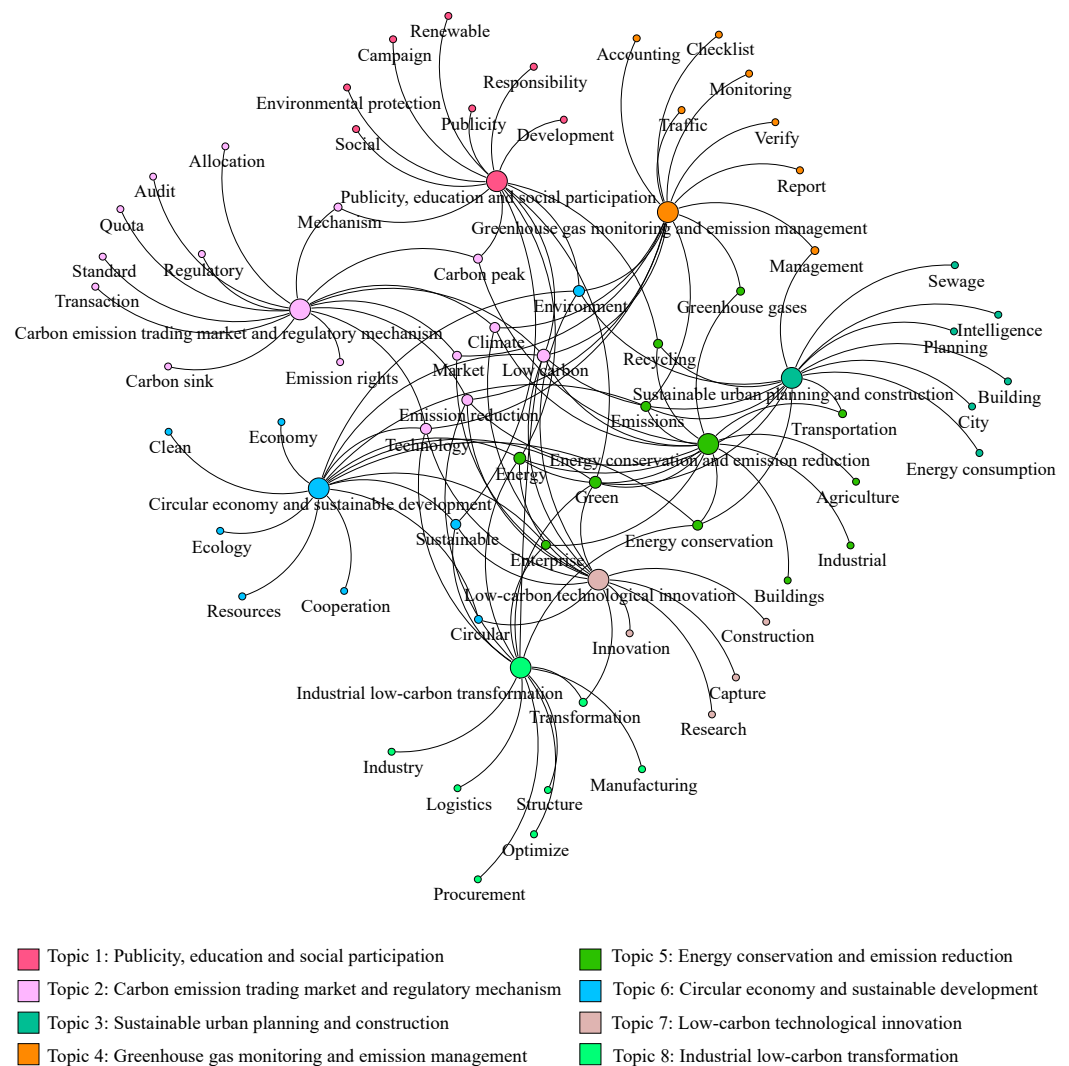 Renewable
Campaign
Accounting
Checklist
Responsibility
Monitoring
Environmental protection
Publicity
Traffic
Development
Verify
Social
Allocation
Report
Audit
Publicity, education and social participation
Mechanism
Quota
Greenhouse gas monitoring and emission management
Management
Standard
Regulatory
Carbon peak
Sewage
Transaction
Environment
Greenhouse gases
Carbon emission trading market and regulatory mechanism
Intelligence
Climate
Planning
Recycling
Carbon sink
Emission rights
Market
Low carbon
Sustainable urban planning and construction
Building
Emission reduction
Emissions
Transportation
City
Economy
Clean
Technology
Energy conservation and emission reduction
Energy consumption
Energy
Green
Agriculture
Circular economy and sustainable development
Sustainable
Energy conservation
Ecology
Enterprise
Industrial
Low-carbon technological innovation
Buildings
Resources
Cooperation
Circular
Innovation
Construction
Industrial low-carbon transformation
Capture
Transformation
Research
Industry
Manufacturing
Logistics
Structure
Optimize
Procurement
Topic 1: Publicity, education and social participation
Topic 2: Carbon emission trading market and regulatory mechanism
Topic 3: Sustainable urban planning and construction
Topic 4: Greenhouse gas monitoring and emission management
Topic 5: Energy conservation and emission reduction
Topic 6: Circular economy and sustainable development
Topic 7: Low-carbon technological innovation
Topic 8: Industrial low-carbon transformation